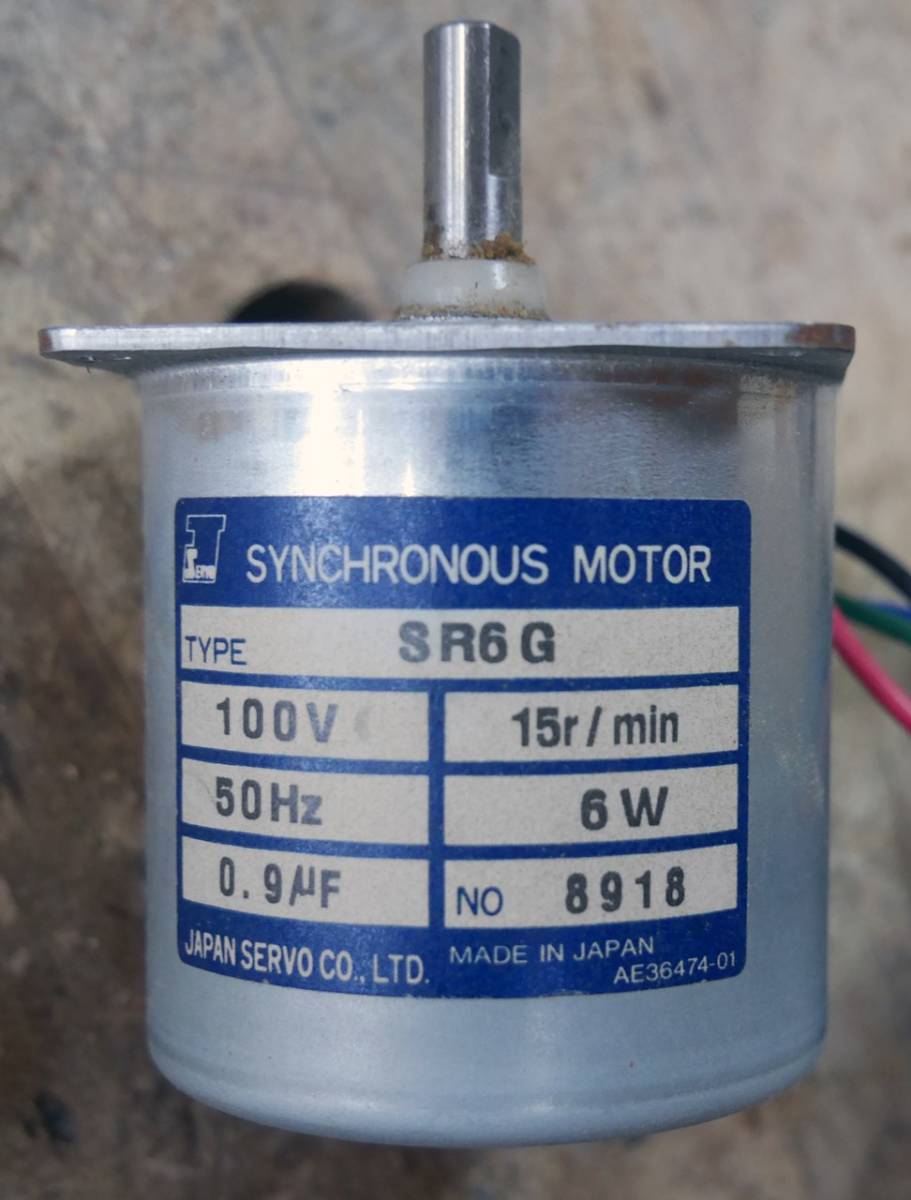 J SERVO
SYNCHRONOUS MOTOR
TYPE SR6G
100V 15r/min
50Hz 6W
0.9μF NO 8918
JAPAN SERVO CO., LTD. MADE IN JAPAN
AE36474-01